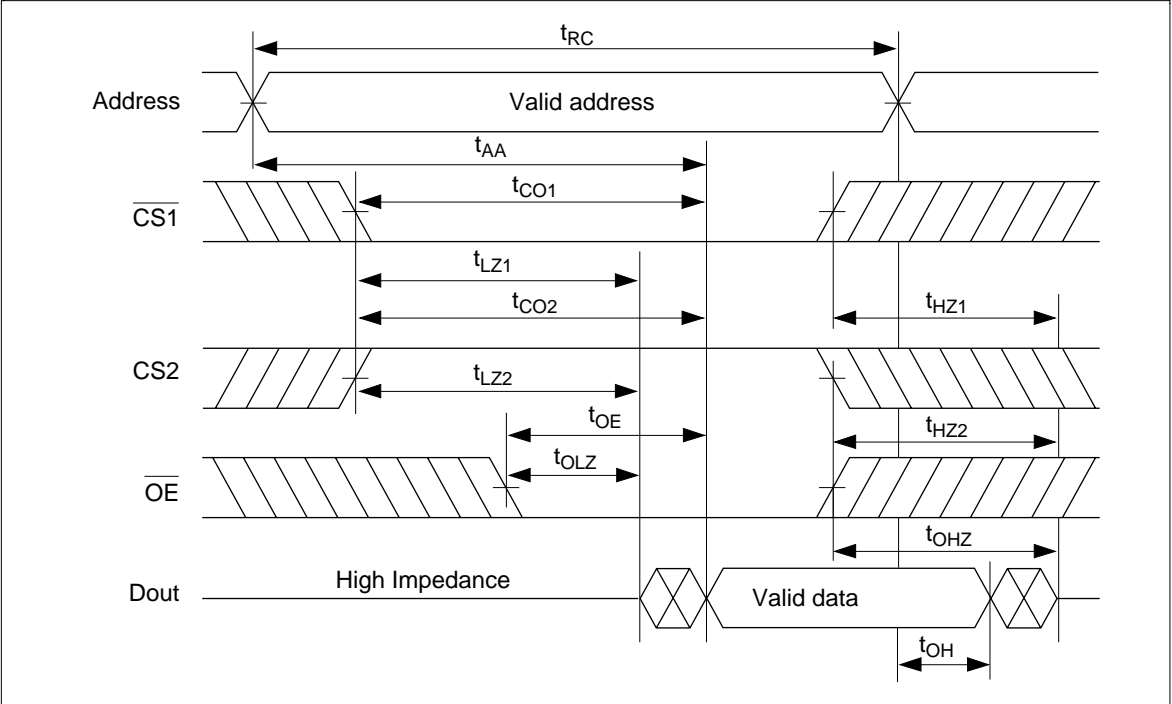 tRC
Address
Valid address
tAA
CS1
tCO1
tLZ1
tCO2
tHZ1
CS2
tLZ2
tOE
tHZ2
OE
tOLZ
tOHZ
Dout
High Impedance
Valid data
tOH